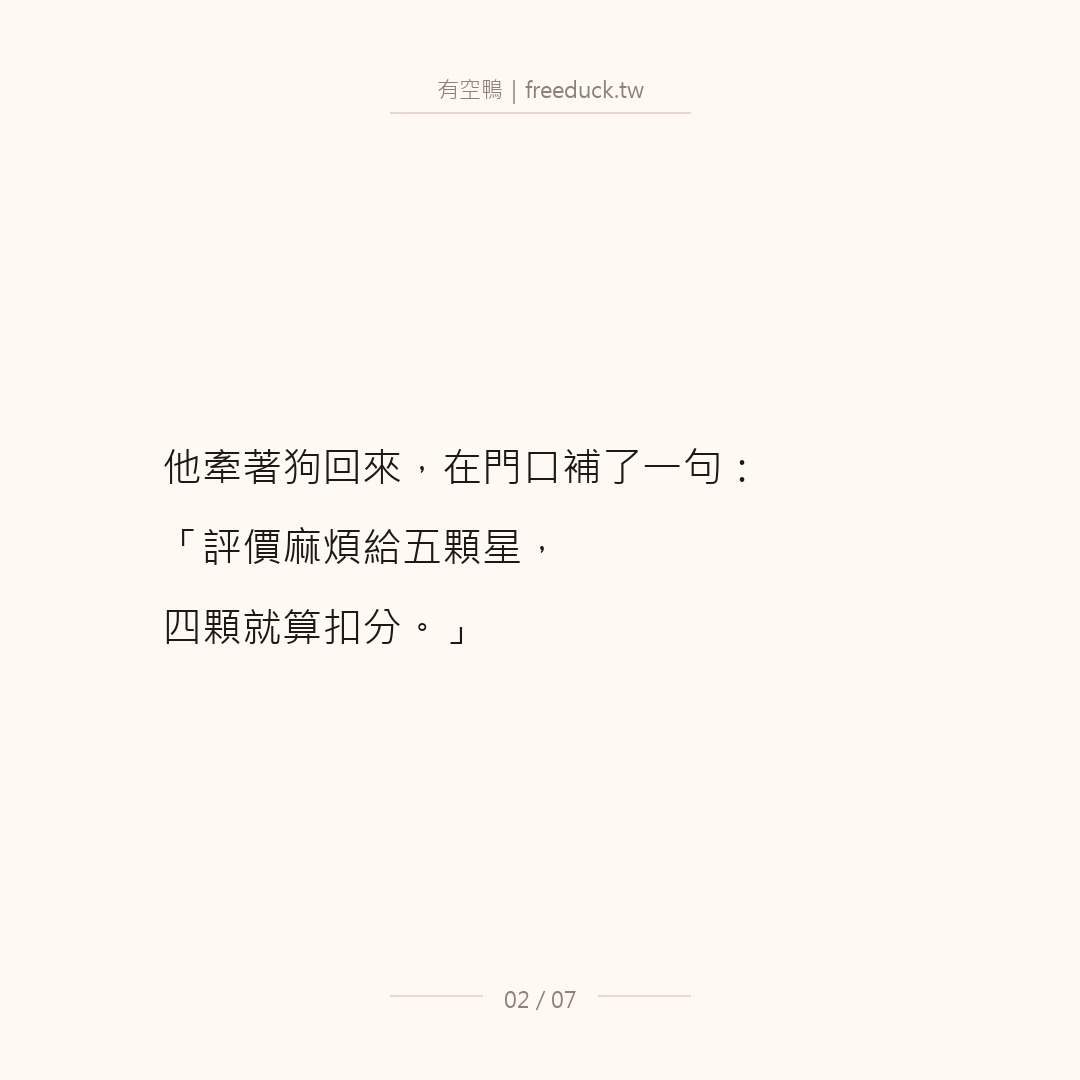 有空鴨｜freeduck.tw
他牽著狗回來，在門口補了一句：
「評價麻煩給五顆星，
四顆就算扣分。」
02 / 07